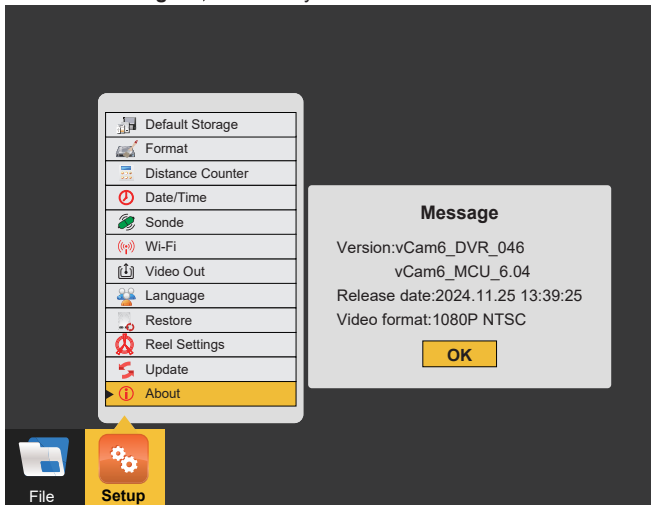 Default Storage
Format
Distance Counter
Date/Time
Sonde
Wi-Fi
Video Out
Language
Restore
Reel Settings
Update
About
Message
Version:vCam6_DVR_046
vCam6_MCU_6.04
Release date:2024.11.25 13:39:25
Video format:1080P NTSC
OK
File
Setup